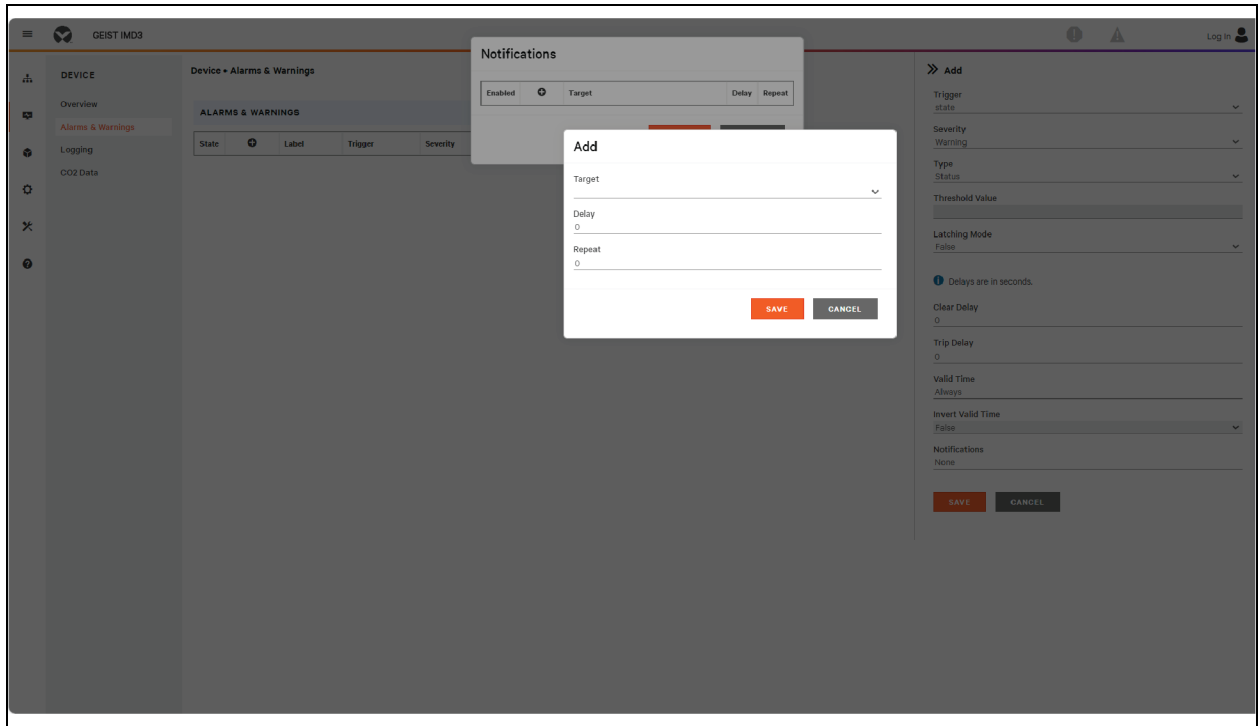 GEIST IMD3
Log In
DEVICE
Overview
Alarms & Warnings
Logging
CO2 Data
Device • Alarms & Warnings
ALARMS & WARNINGS
State Label Trigger Severity
Notifications
Enabled Target Delay Repeat
Add
Target
Delay
0
Repeat
0
SAVE CANCEL
Add
Trigger
state
Severity
Warning
Type
Status
Threshold Value
Latching Mode
False
Delays are in seconds.
Clear Delay
0
Trip Delay
0
Valid Time
Always
Invert Valid Time
False
Notifications
None
SAVE CANCEL